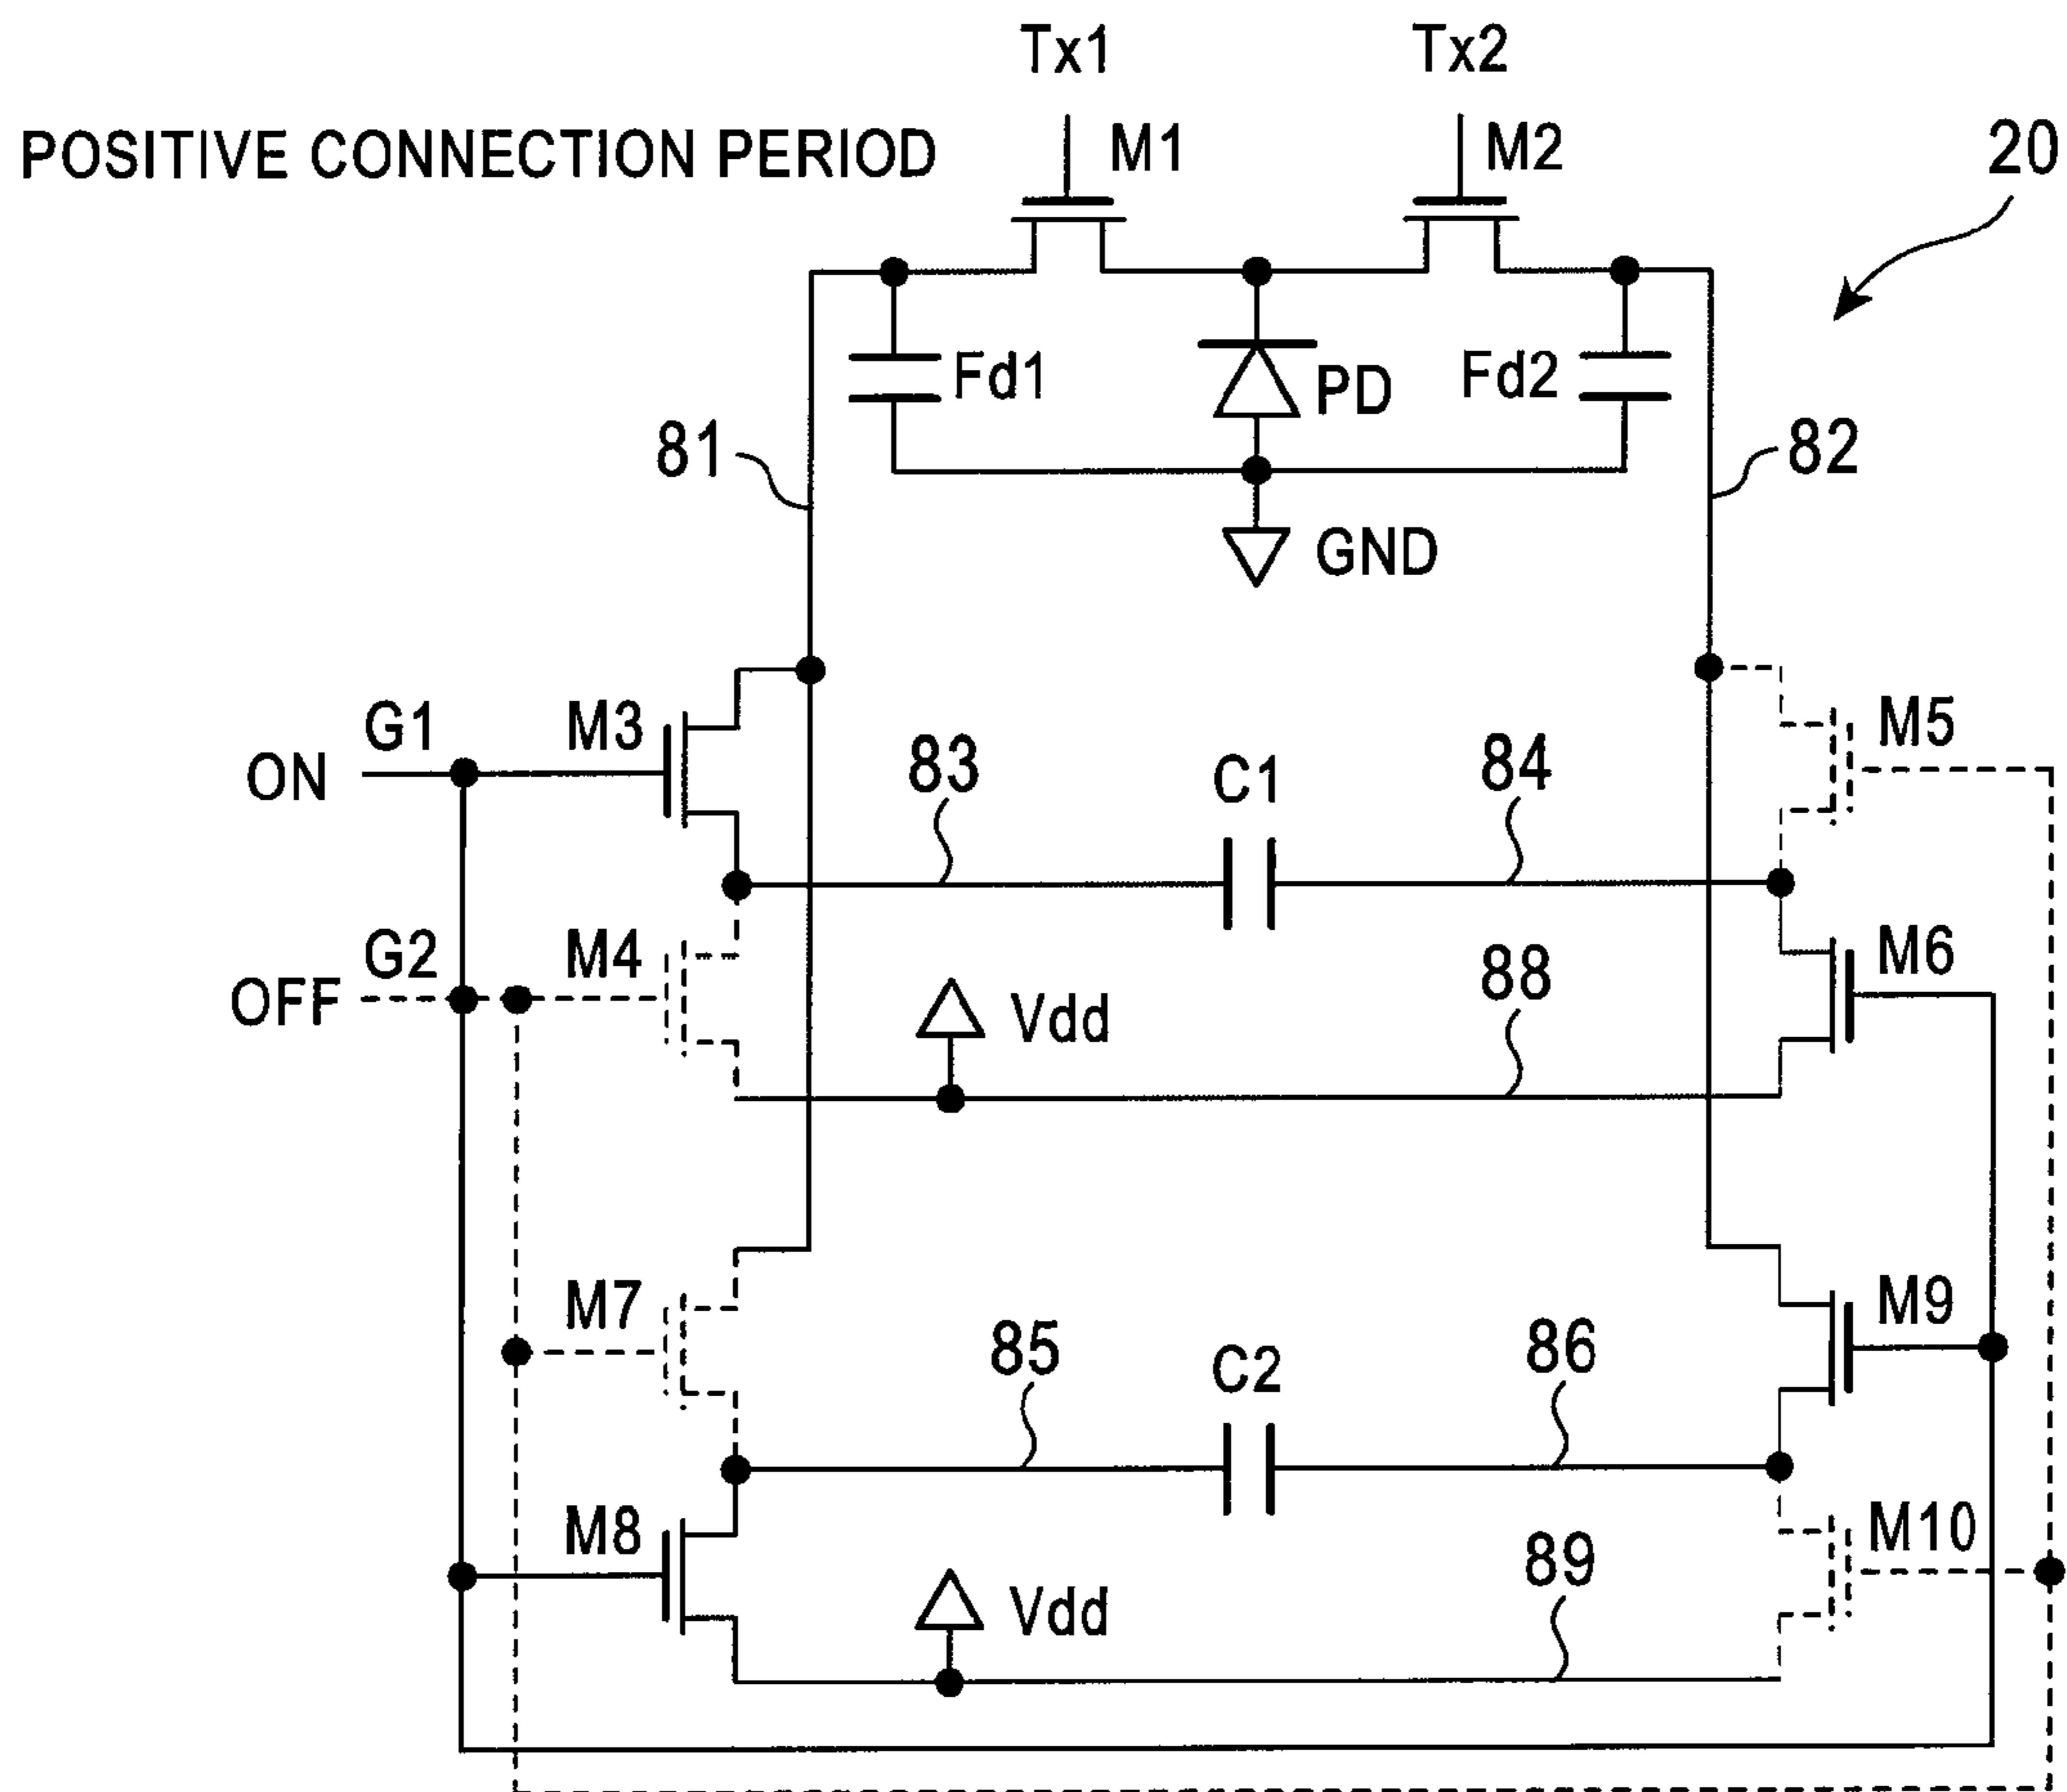 Tx1
Tx2
POSITIVE CONNECTION PERIOD
M1
M2
20
Fd1
PD
Fd2
81
82
GND
G1
M3
M5
ON
83
C1
84
G2
M4
M6
OFF
88
Vdd
M7
M9
85
C2
86
M8
M10
89
Vdd